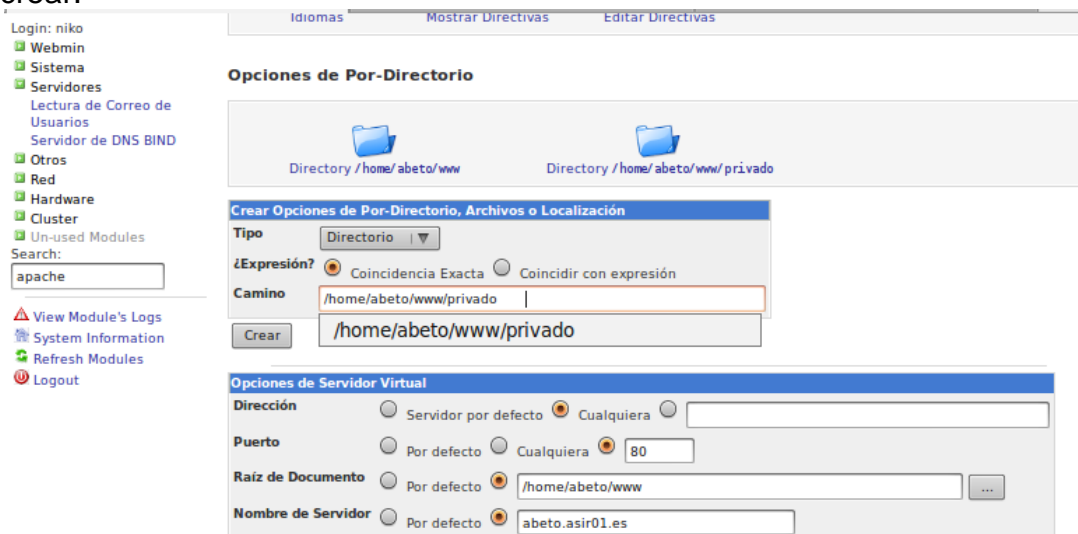 crear.
Idiomas Mostrar Directivas Editar Directivas
Login: niko
Webmin
Sistema
Servidores
Lectura de Correo de
Usuarios
Servidor de DNS BIND
Otros
Red
Hardware
Cluster
Un-used Modules
Search:
apache
View Module's Logs
System Information
Refresh Modules
Logout
Opciones de Por-Directorio
Directory /home/abeto/www Directory /home/abeto/www/privado
Crear Opciones de Por-Directorio, Archivos o Localización
Tipo Directorio
¿Expresión? Coincidencia Exacta Coincidir con expresión
Camino /home/abeto/www/privado
/home/abeto/www/privado
Crear
Opciones de Servidor Virtual
Dirección Servidor por defecto Cualquiera
Puerto Por defecto Cualquiera 80
Raíz de Documento Por defecto /home/abeto/www ...
Nombre de Servidor Por defecto abeto.asir01.es